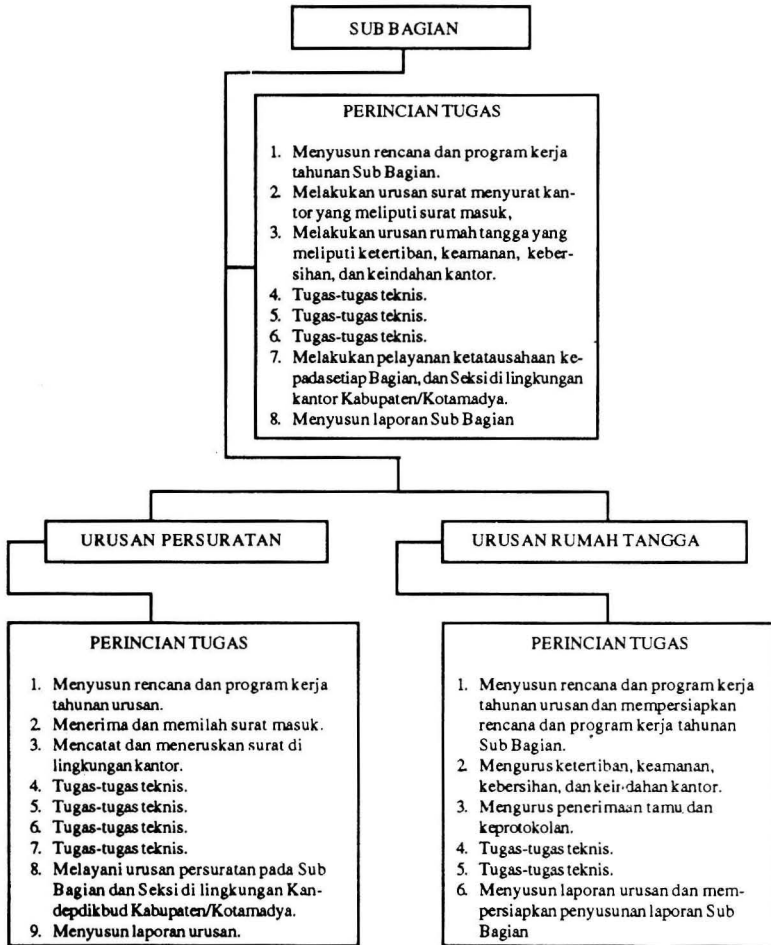 SUB BAGIAN
PERINCIAN TUGAS
1. Menyusun rencana dan program kerja
tahunan Sub Bagian.
2. Melakukan urusan surat menyurat kan-
tor yang meliputi surat masuk,
3. Melakukan urusan rumah tangga yang
meliputi ketertiban, keamanan, keber-
sihan, dan keindahan kantor.
4. Tugas-tugas teknis.
5. Tugas-tugas teknis.
6. Tugas-tugas teknis.
7. Melakukan pelayanan ketatausahaan ke-
pada setiap Bagian, dan Seksi di lingkungan
kantor Kabupaten/Kotamadya.
8. Menyusun laporan Sub Bagian
URUSAN PERSURATAN
PERINCIAN TUGAS
1. Menyusun rencana dan program kerja
tahunan urusan.
2. Menerima dan memilah surat masuk.
3. Mencatat dan meneruskan surat di
lingkungan kantor.
4. Tugas-tugas teknis.
5. Tugas-tugas teknis.
6. Tugas-tugas teknis.
7. Tugas-tugas teknis.
8. Melayani urusan persuratan pada Sub
Bagian dan Seksi di lingkungan Kan-
depdikbud Kabupaten/Kotamadya.
9. Menyusun laporan urusan.
URUSAN RUMAH TANGGA
PERINCIAN TUGAS
1. Menyusun rencana dan program kerja
tahunan urusan dan mempersiapkan
rencana dan program kerja tahunan
Sub Bagian.
2. Mengurus ketertiban, keamanan,
kebersihan, dan keindahan kantor.
3. Mengurus penerimaan tamu, dan
keprotokolan.
4. Tugas-tugas teknis.
5. Tugas-tugas teknis.
6. Menyusun laporan urusan dan mem-
persiapkan penyusunan laporan Sub
Bagian